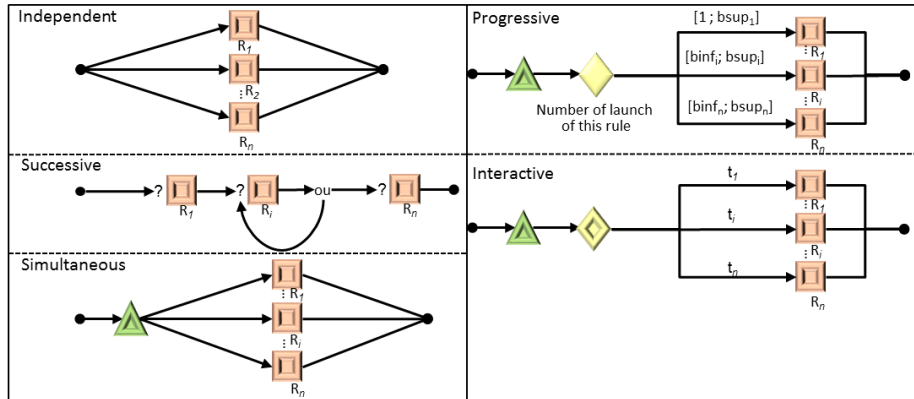 Independent
R1
⋮R2
Rn
Successive
? R1 ? Ri ou ? Rn
Simultaneous
⋮R1
⋮Ri
Rn
Progressive
[1 ; bsup1]
⋮R1
[binfi; bsupi]
⋮Ri
Number of launch
of this rule
[binfn; bsupn]
Rn
Interactive
t1
⋮R1
ti
⋮Ri
tn
Rn